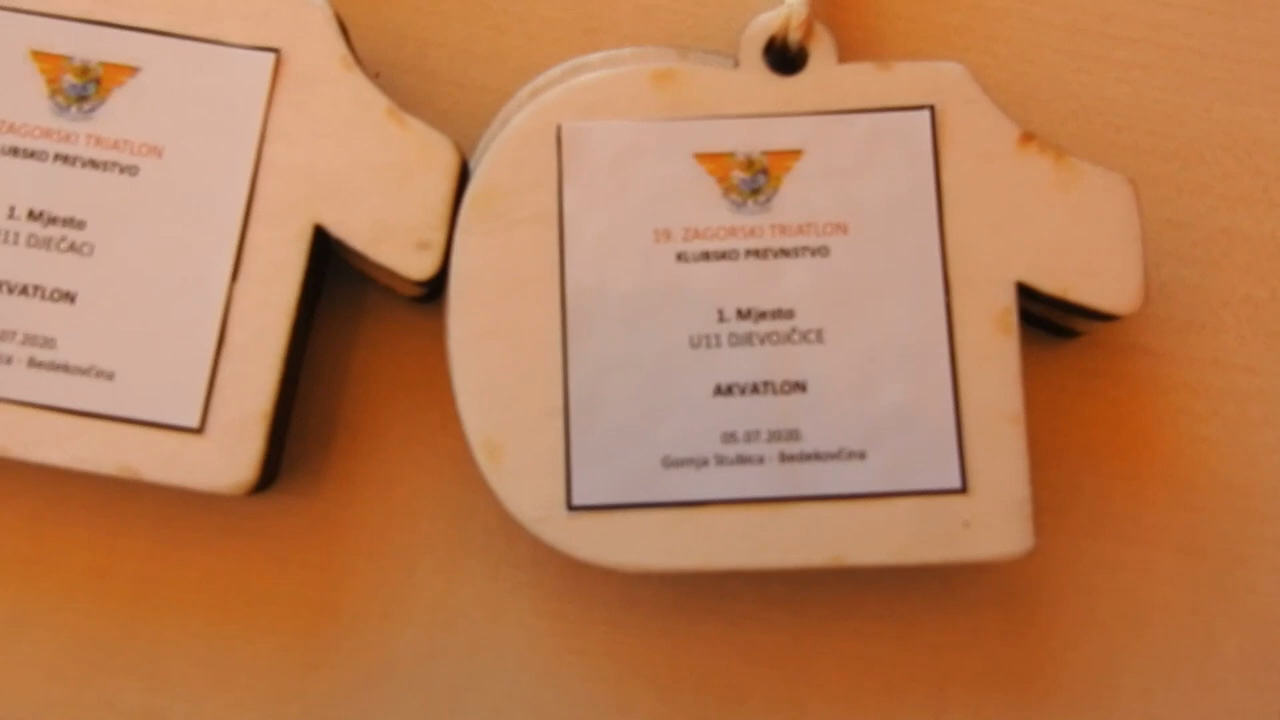 ZAGORSKI TRIATLON
KLUBSKO PREVNSTVO
1. Mjesto
U11 DJEČACI
AKVATLON
07.2020.
Bedekovčina
19. ZAGORSKI TRIATLON
KLUBSKO PREVNSTVO
1. Mjesto
U11 DJEVOJČICE
AKVATLON
05.07.2020.
Gornja Stubica - Bedekovčina